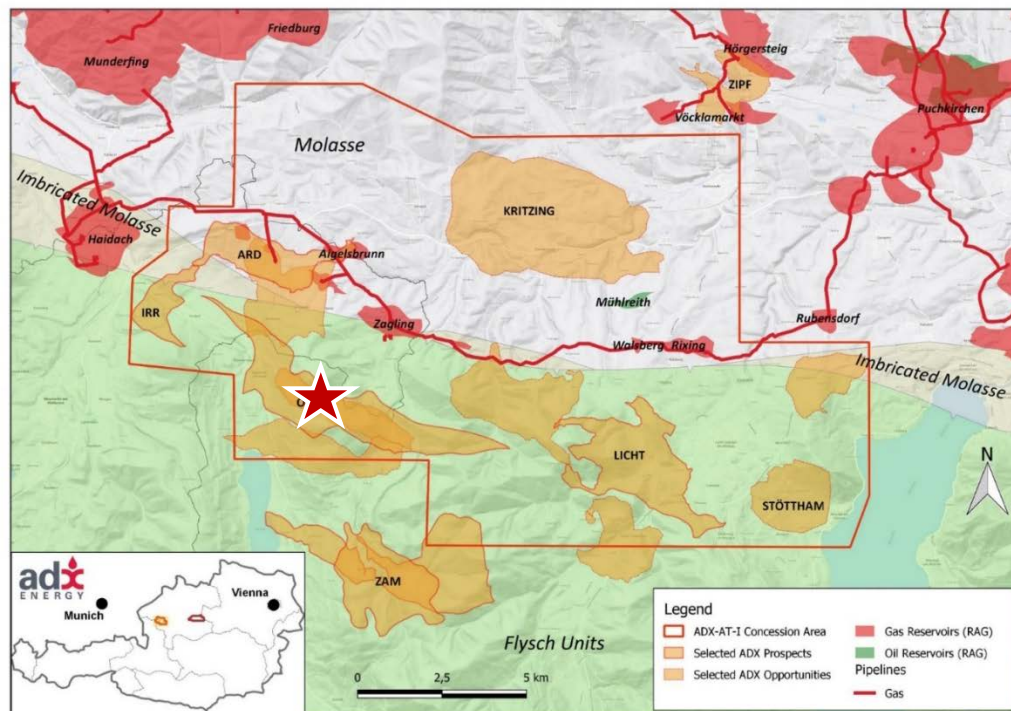 Friedburg
Munderfing
Hörgersteig
ZIPF
Vöcklamarkt
Puchkirchen
Molasse
Imbricated Molasse
Haidach
KRITZING
ARD
Aigelsbrunn
IRR
Mühlreith
Zagling
Rubensdorf
Walsberg Rixing
Imbricated Molasse
LICHT
STÖTTHAM
N
ZAM
Flysch Units
adx
ENERGY
Munich
Vienna
0 2,5 5 km
Legend
ADX-AT-I Concession Area
Selected ADX Prospects
Selected ADX Opportunities
Gas Reservoirs (RAG)
Oil Reservoirs (RAG)
Pipelines
Gas